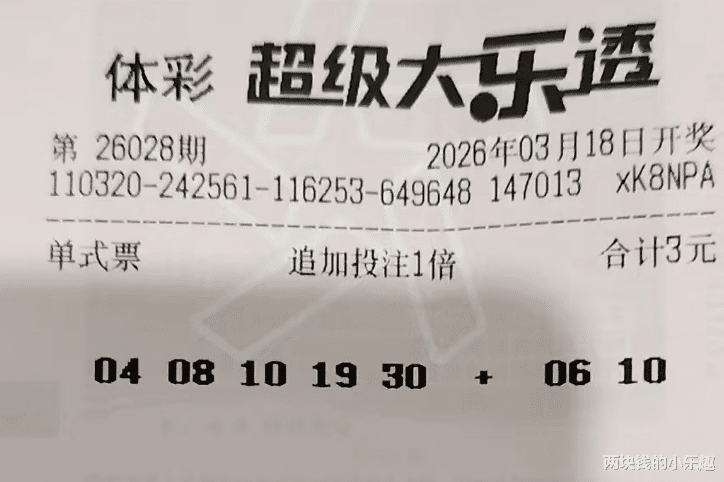 体彩 超级大乐透
第 26028期 2026年03月18日开奖
110320-242561-116253-649648 147013 xK8NPA
单式票 追加投注1倍 合计3元
04 08 10 19 30 + 06 10
两块钱的小乐趣